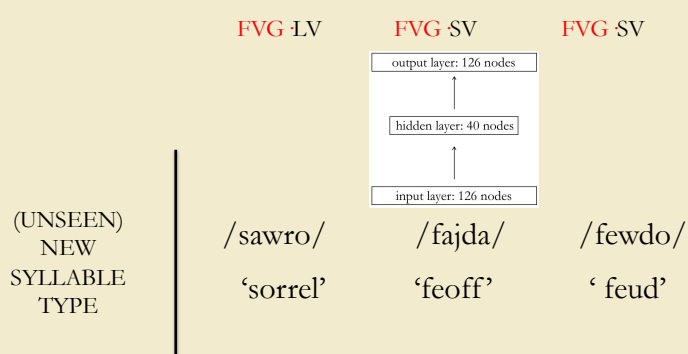 FVG ·LV FVG ·SV FVG ·SV
output layer: 126 nodes
hidden layer: 40 nodes
input layer: 126 nodes
(UNSEEN)
NEW
SYLLABLE
TYPE
/sawro/ /fajda/ /fewdo/
‘sorrel’ ‘feoff’ ‘ feud’